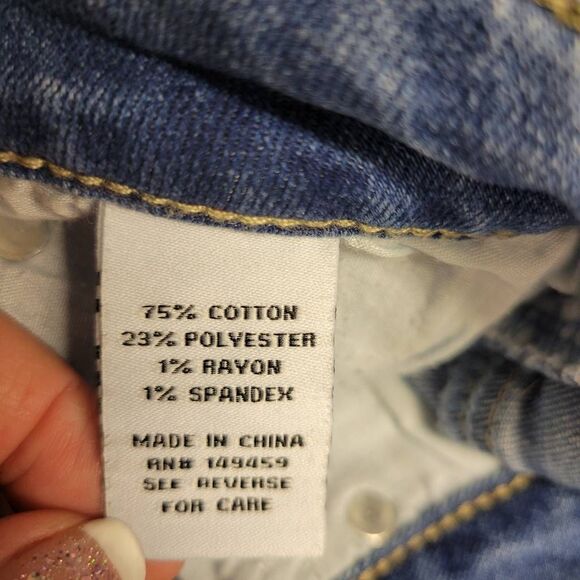 75% COTTON
23% POLYESTER
1% RAYON
1% SPANDEX
MADE IN CHINA
RN# 149459
SEE REVERSE
FOR CARE